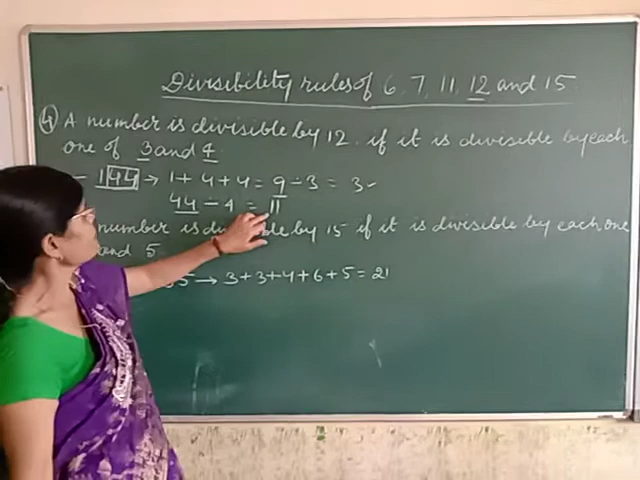 Divisibility rules of 6, 7, 11, 12 and 15
④ A number is divisible by 12 if it is divisible by each
one of 3 and 4
- 144 → 1 + 4 + 4 = 9 ÷ 3 = 3
44 ÷ 4 = 11
number is divisible by 15 if it is divisible by each one
and 5
5 → 3+3+4+6+5 = 21